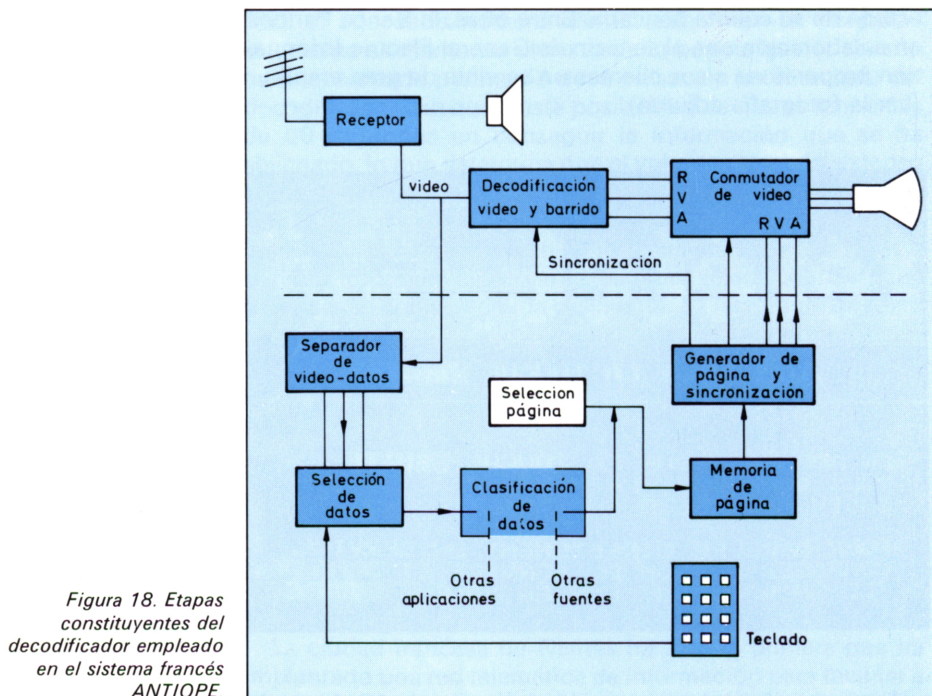 Receptor
video
Decodificación
video y barrido
R
V
A
Conmutador
de video
R V A
Sincronización
Separador
de
video-datos
Generador de
página y
sincronización
Seleccion
página
Selección
de
datos
Clasificación
de
datos
Memoria
de
página
Otras
aplicaciones
Otras
fuentes
Teclado
Figura 18. Etapas
constituyentes del
decodificador empleado
en el sistema francés
ANTIOPE.